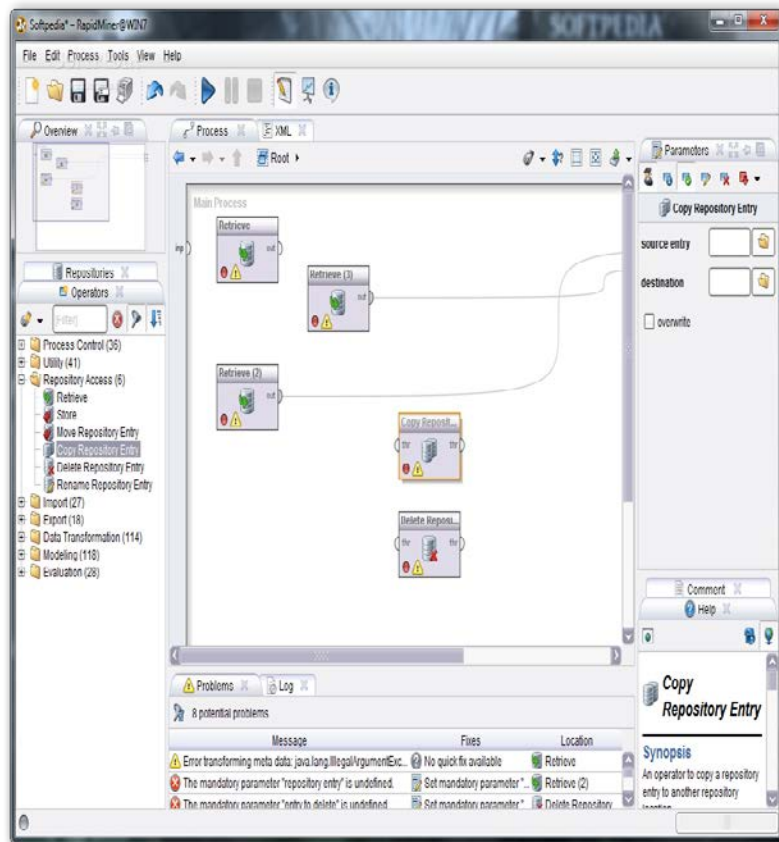 Softpedia* – RapidMiner@WIN7
SOFTPEDIA
File Edit Process Tools View Help
Overview
Process
XML
Parameters
Root
Main Process
Copy Repository Entry
Retrieve
inp
out
source entry
Repositories
Retrieve (3)
Operators
out
destination
[Filter]
overwrite
Process Control (36)
Utility (41)
Repository Access (6)
Retrieve (2)
Retrieve
out
Store
Move Repository Entry
Copy Reposit...
Copy Repository Entry
thr
thr
Delete Repository Entry
Rename Repository Entry
Import (27)
Export (18)
Delete Reposi...
Data Transformation (114)
thr
thr
Modeling (118)
Evaluation (28)
Comment
Help
Problems
Log
8 potential problems
Message Fixes Location
Error transforming meta data: java.lang.IllegalArgumentExc... No quick fix available Retrieve
The mandatory parameter "repository entry" is undefined. Set mandatory parameter "... Retrieve (2)
The mandatory parameter "entry to delete" is undefined. Set mandatory parameter "... Delete Repository
Copy
Repository Entry
Synopsis
An operator to copy a repository
entry to another repository
location.